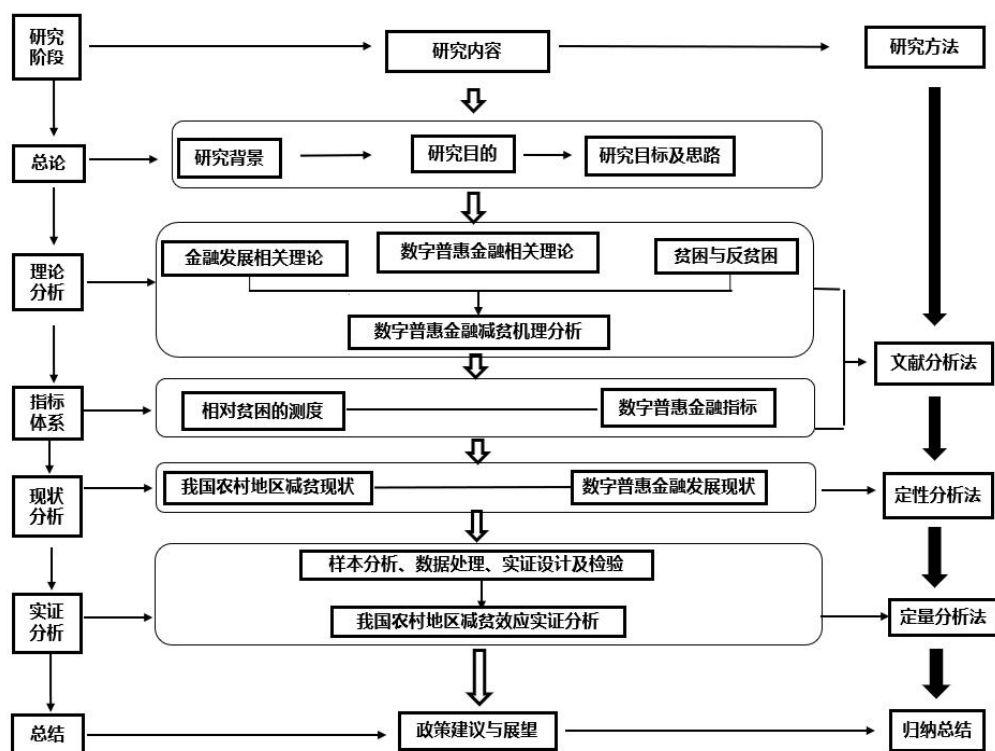 研究
阶段
研究内容
研究方法
总论
研究背景
研究目的
研究目标及思路
理论
分析
金融发展相关理论
数字普惠金融相关理论
贫困与反贫困
数字普惠金融减贫机理分析
文献分析法
指标
体系
相对贫困的测度
数字普惠金融指标
现状
分析
我国农村地区减贫现状
数字普惠金融发展现状
定性分析法
实证
分析
样本分析、数据处理、实证设计及检验
我国农村地区减贫效应实证分析
定量分析法
总结
政策建议与展望
归纳总结